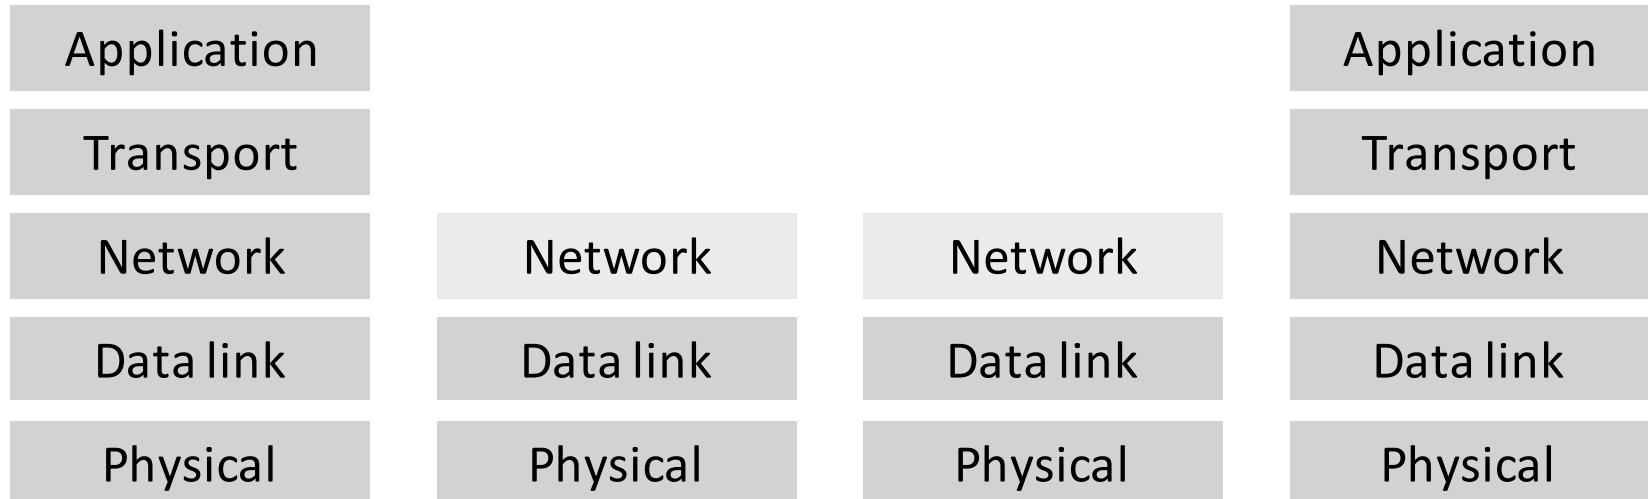 Application
Application
Transport
Transport
Network
Network
Network
Network
Data link
Data link
Data link
Data link
Physical
Physical
Physical
Physical